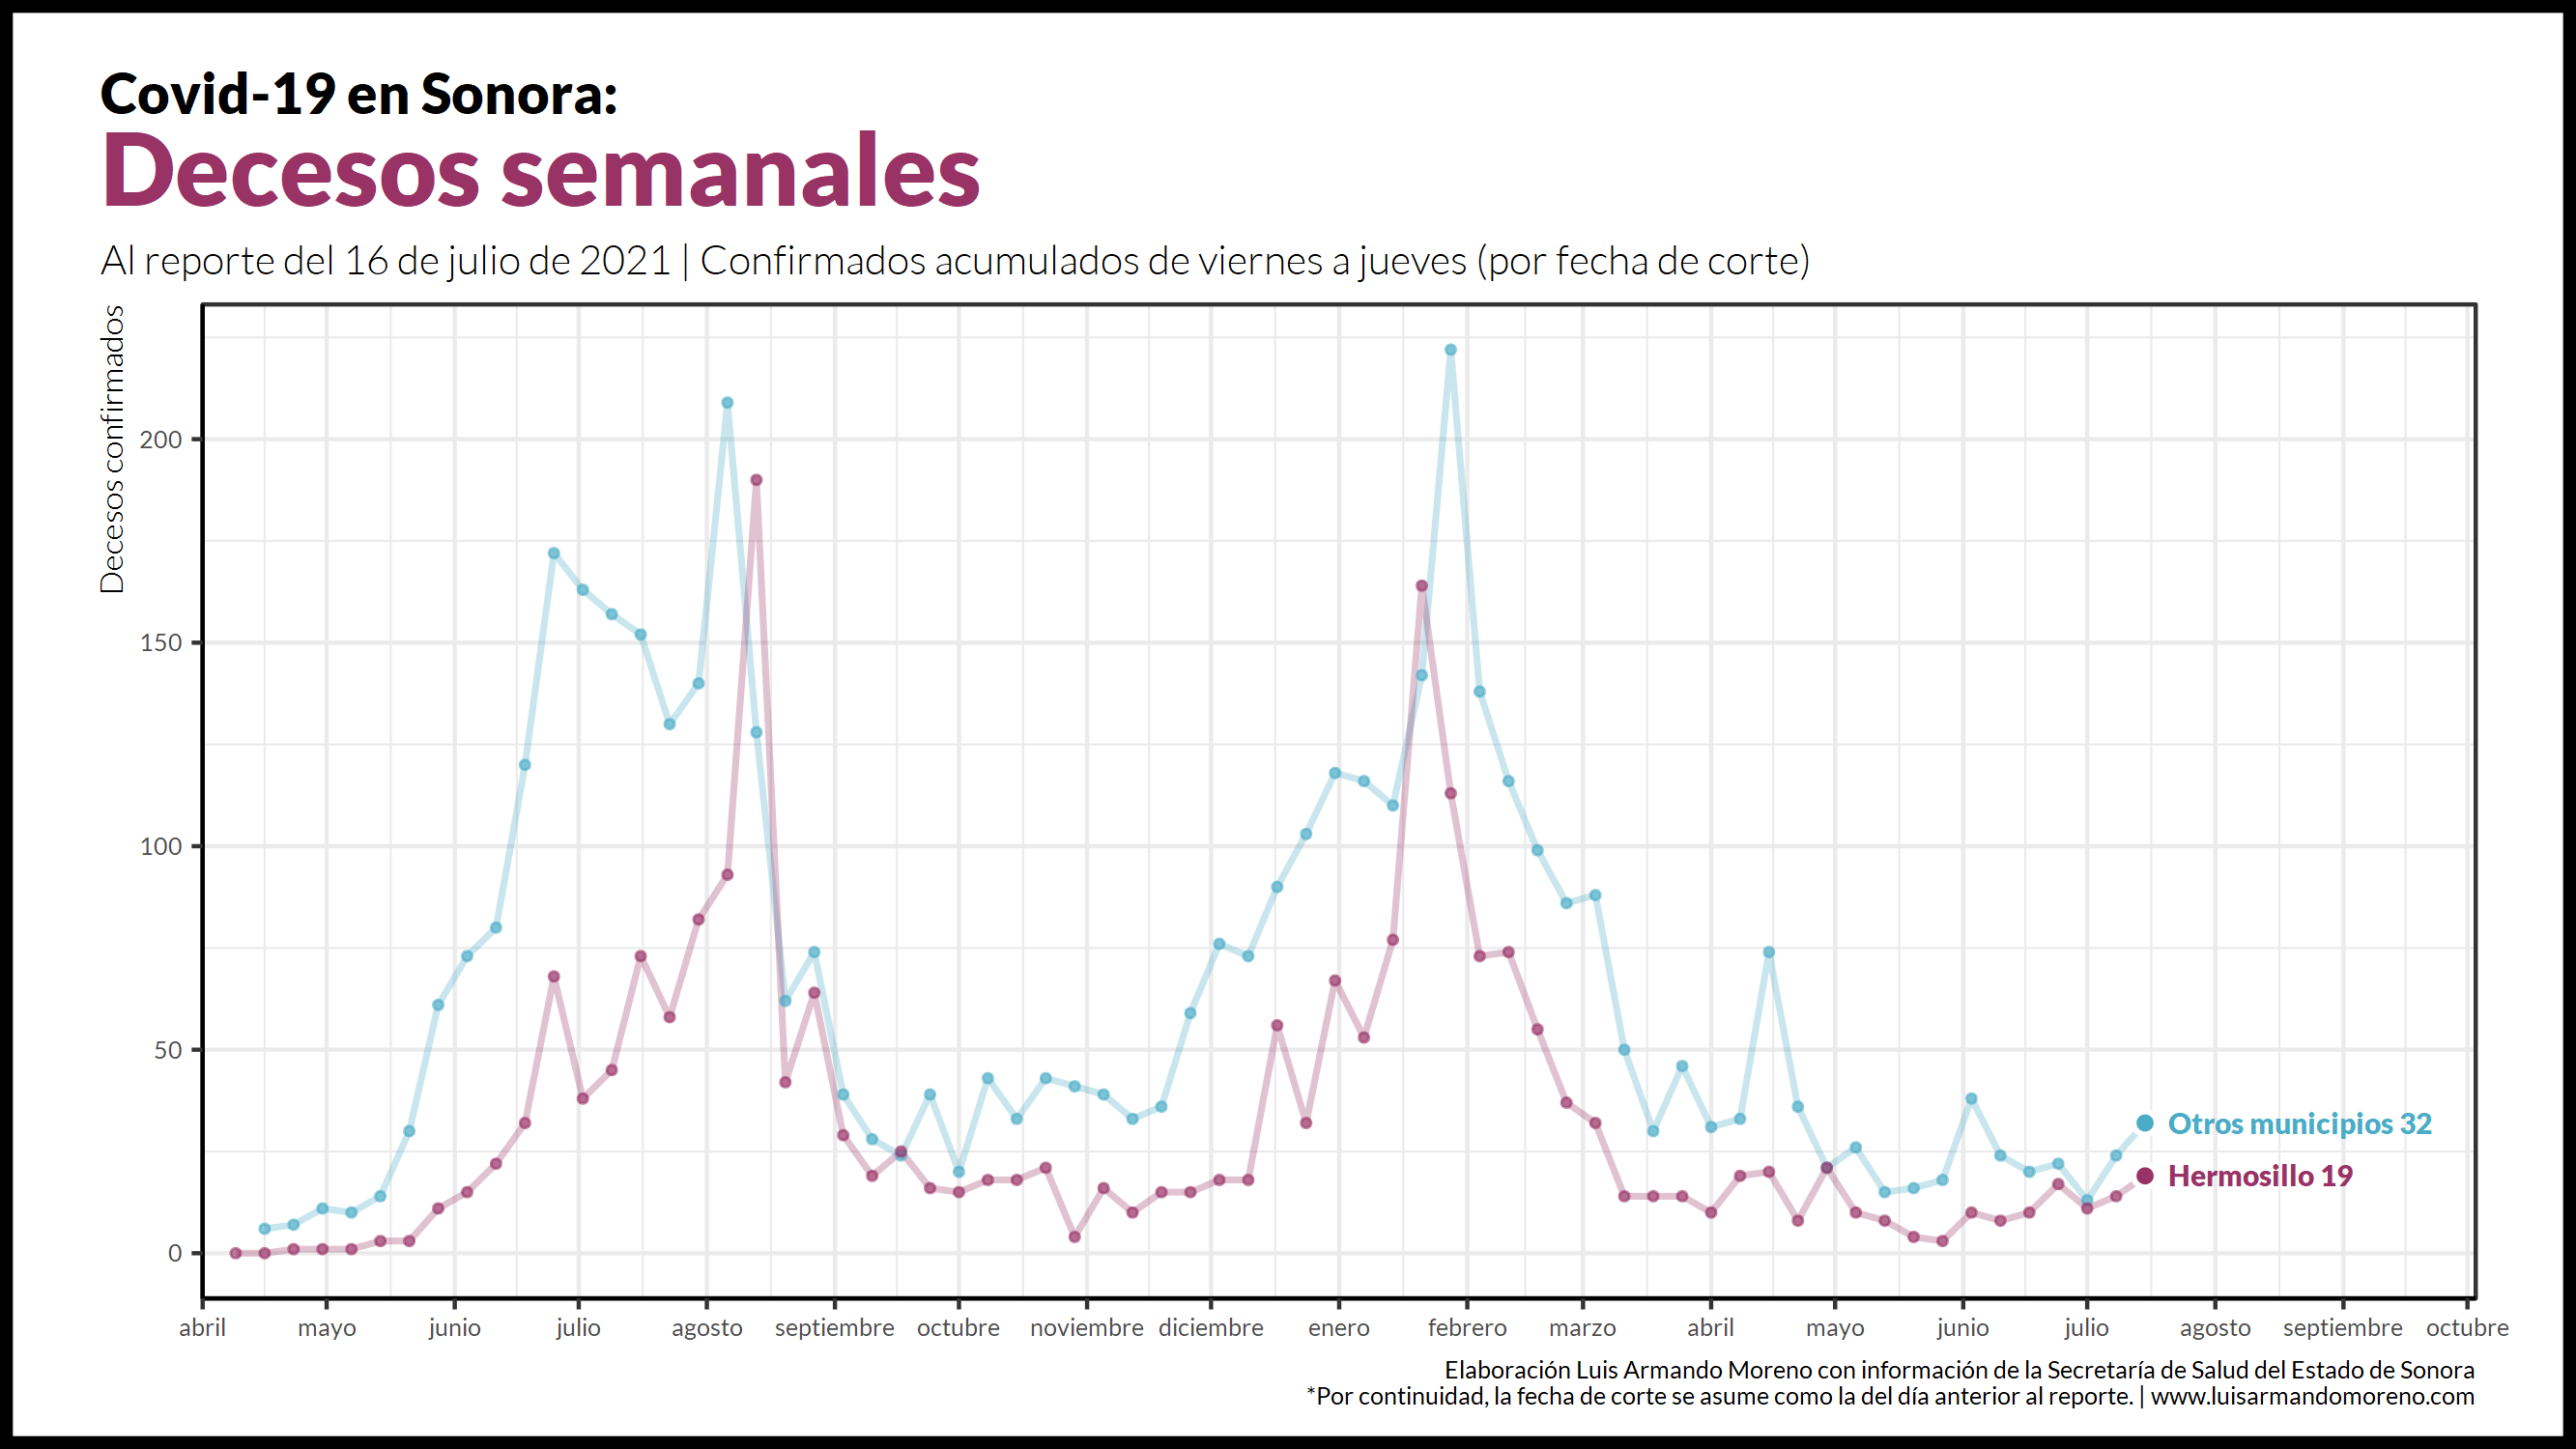 Covid-19 en Sonora:
Decesos semanales
Al reporte del 16 de julio de 2021 | Confirmados acumulados de viernes a jueves (por fecha de corte)
Decesos confirmados
200
150
100
50
0
Otros municipios 32
Hermosillo 19
abril mayo junio julio agosto septiembre octubre noviembre diciembre enero febrero marzo abril mayo junio julio agosto septiembre octubre
Elaboración Luis Armando Moreno con información de la Secretaría de Salud del Estado de Sonora
*Por continuidad, la fecha de corte se asume como la del día anterior al reporte. | www.luisarmandomoreno.com